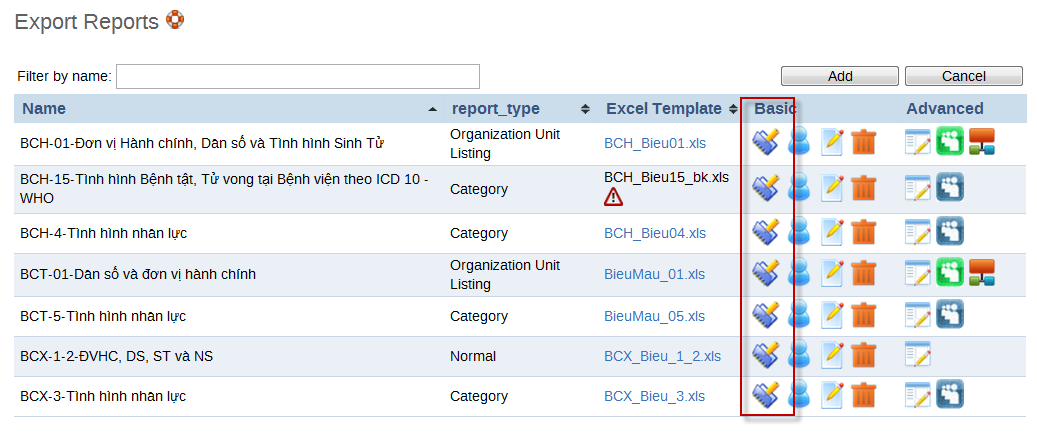 Export Reports
Filter by name:
Add
Cancel
Name
report_type
Excel Template
Basic
Advanced
BCH-01-Đơn vị Hành chính, Dân số và Tình hình Sinh Tử
Organization Unit
Listing
BCH_Bieu01.xls
BCH-15-Tình hình Bệnh tật, Tử vong tại Bệnh viện theo ICD 10 -
WHO
Category
BCH_Bieu15_bk.xls
BCH-4-Tình hình nhân lực
Category
BCH_Bieu04.xls
BCT-01-Dân số và đơn vị hành chính
Organization Unit
Listing
BieuMau_01.xls
BCT-5-Tình hình nhân lực
Category
BieuMau_05.xls
BCX-1-2-ĐVHC, DS, ST và NS
Normal
BCX_Bieu_1_2.xls
BCX-3-Tình hình nhân lực
Category
BCX_Bieu_3.xls